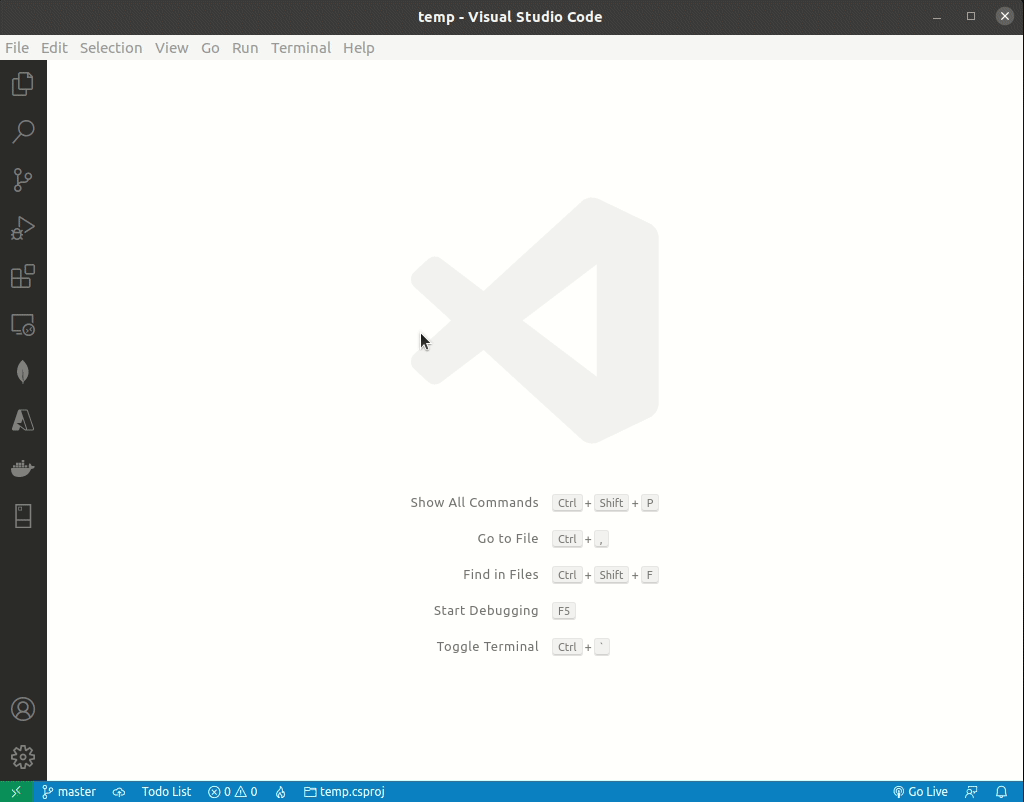 temp - Visual Studio Code
File Edit Selection View Go Run Terminal Help
Show All Commands Ctrl + Shift + P
Go to File Ctrl + ,
Find in Files Ctrl + Shift + F
Start Debugging F5
Toggle Terminal Ctrl + `
master Todo List 0 0 temp.csproj Go Live